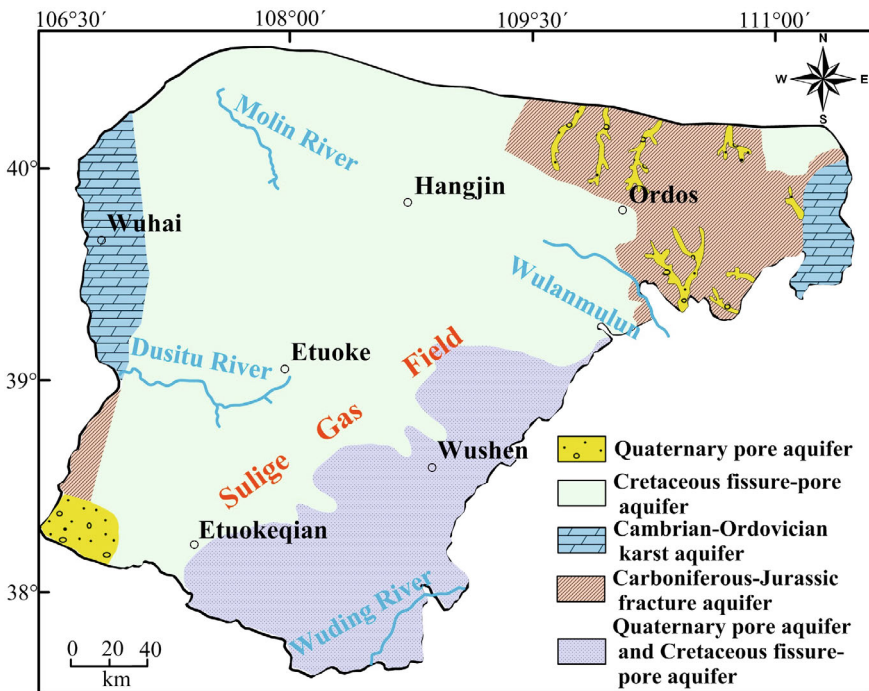 106°30′
108°00′
109°30′
111°00′
N
W
E
S
40°
39°
38°
Molin River
Hangjin
Ordos
Wuhai
Wulanmulun
Dusitu River
Etuoke
Sulige Gas Field
Wushen
Etuokeqian
Wuding River
Quaternary pore aquifer
Cretaceous fissure-pore
aquifer
Cambrian-Ordovician
karst aquifer
Carboniferous-Jurassic
fracture aquifer
Quaternary pore aquifer
and Cretaceous fissure-
pore aquifer
0 20 40
km